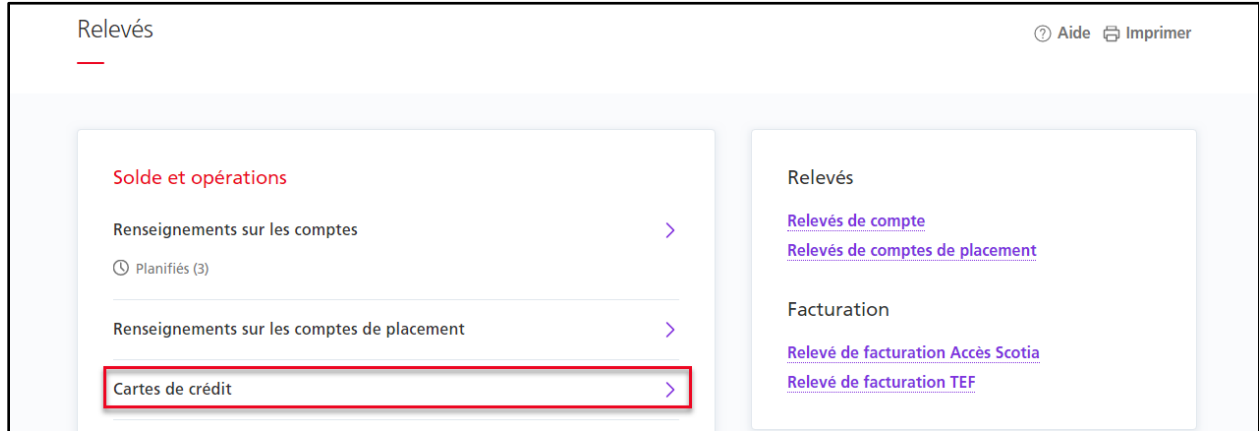 Relevés
Aide Imprimer
Solde et opérations
Renseignements sur les comptes
Planifiés (3)
Renseignements sur les comptes de placement
Cartes de crédit
Relevés
Relevés de compte
Relevés de comptes de placement
Facturation
Relevé de facturation Accès Scotia
Relevé de facturation TEF